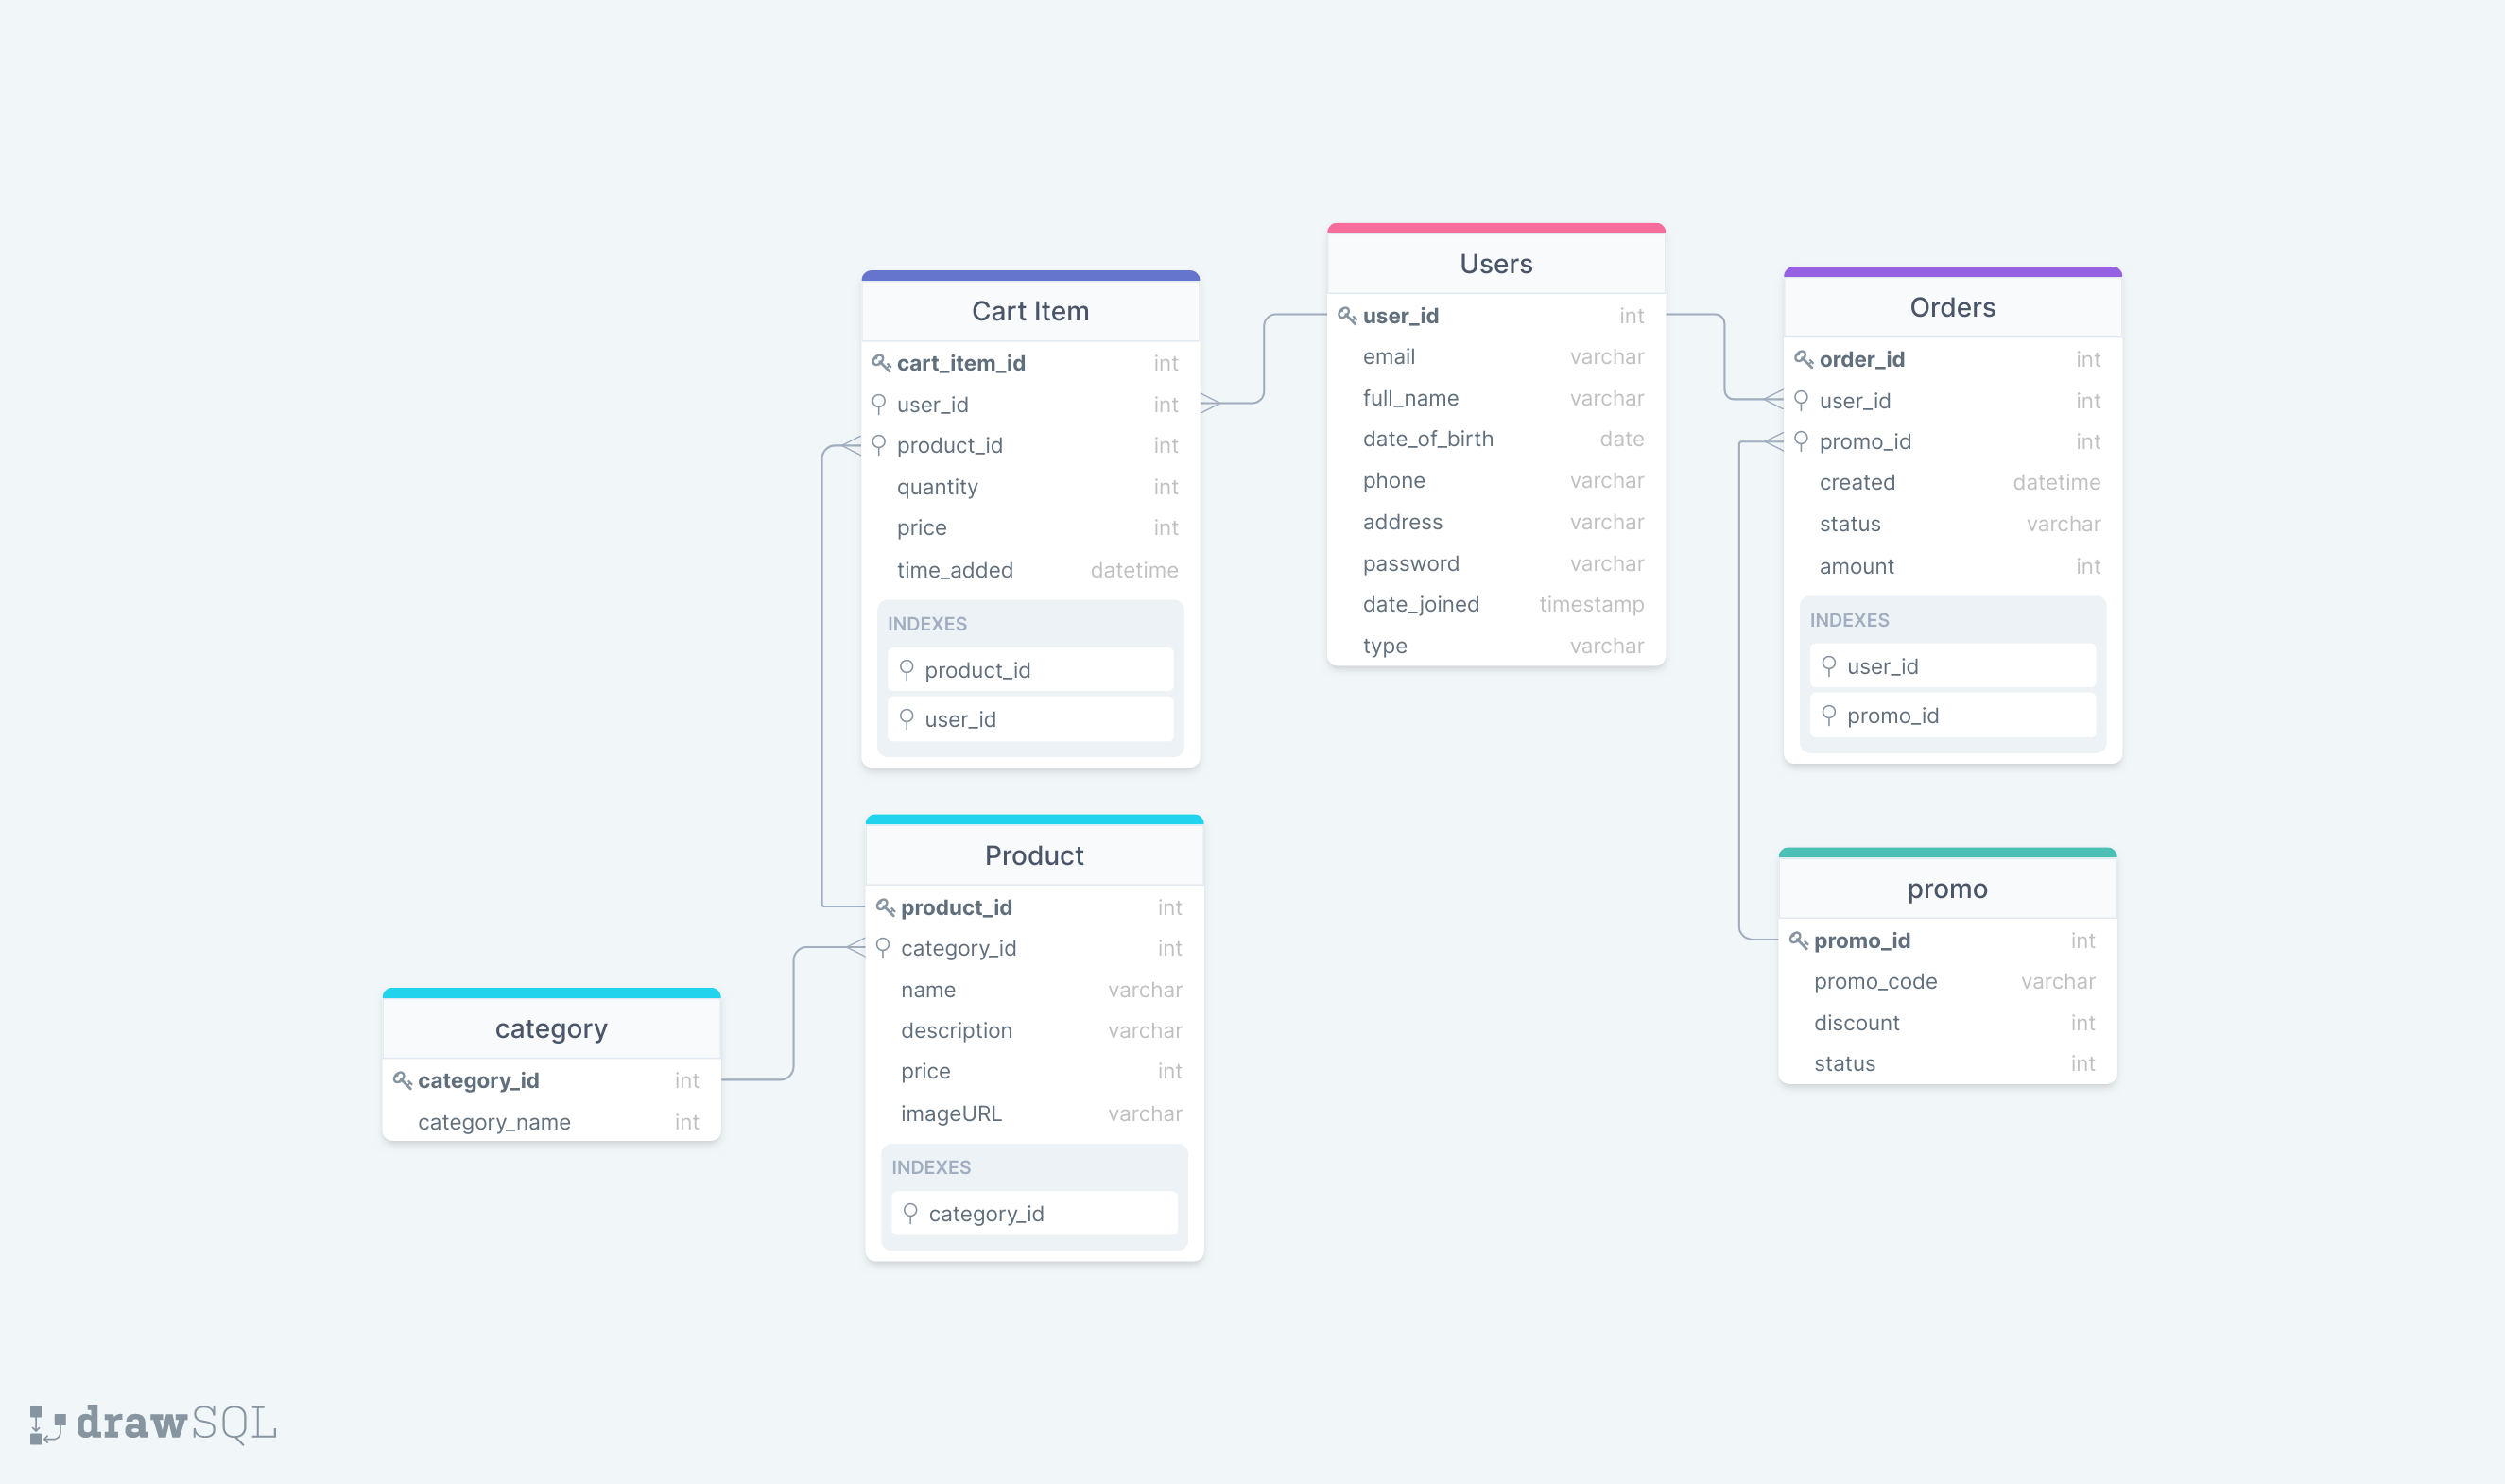 Cart Item
cart_item_id int
user_id int
product_id int
quantity int
price int
time_added datetime
INDEXES
product_id
user_id
Users
user_id int
email varchar
full_name varchar
date_of_birth date
phone varchar
address varchar
password varchar
date_joined timestamp
type varchar
Orders
order_id int
user_id int
promo_id int
created datetime
status varchar
amount int
INDEXES
user_id
promo_id
Product
product_id int
category_id int
name varchar
description varchar
price int
imageURL varchar
INDEXES
category_id
promo
promo_id int
promo_code varchar
discount int
status int
category
category_id int
category_name int
drawSQL